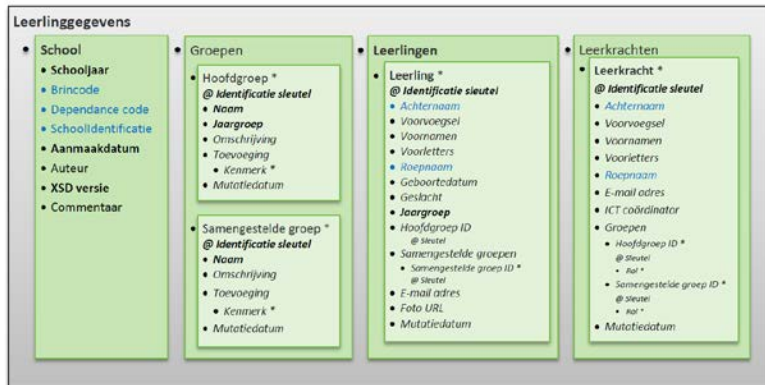 Leerlinggegevens
• School
• Schooljaar
• Brincode
• Dependance code
• SchoolIdentificatie
• Aanmaakdatum
• Auteur
• XSD versie
• Commentaar
• Groepen
• Hoofdgroep *
@ Identificatie sleutel
• Naam
• Jaargroep
• Omschrijving
• Toevoeging
• Kenmerk *
• Mutatiedatum
• Samengestelde groep *
@ Identificatie sleutel
• Naam
• Omschrijving
• Toevoeging
• Kenmerk *
• Mutatiedatum
• Leerlingen
• Leerling *
@ Identificatie sleutel
• Achternaam
• Voorvoegsel
• Voornamen
• Voorletters
• Roepnaam
• Geboortedatum
• Geslacht
• Jaargroep
• Hoofdgroep ID
@ Sleutel
• Samengestelde groepen
• Samengestelde groep ID *
@ Sleutel
• E-mail adres
• Foto URL
• Mutatiedatum
• Leerkrachten
• Leerkracht *
@ Identificatie sleutel
• Achternaam
• Voorvoegsel
• Voornamen
• Voorletters
• Roepnaam
• E-mail adres
• ICT coördinator
• Groepen
• Hoofdgroep ID *
@ Sleutel
• Rol *
• Samengestelde groep ID *
@ Sleutel
• Rol *
• Mutatiedatum